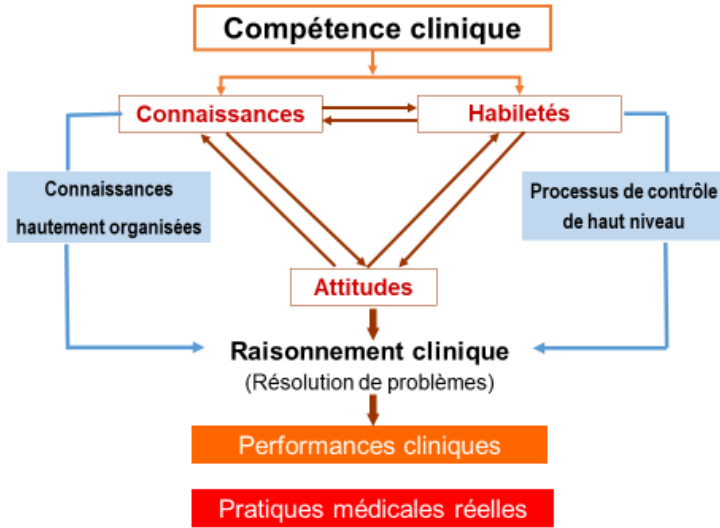 Compétence clinique
Connaissances
Habiletés
Connaissances
hautement organisées
Processus de contrôle
de haut niveau
Attitudes
Raisonnement clinique
(Résolution de problèmes)
Performances cliniques
Pratiques médicales réelles